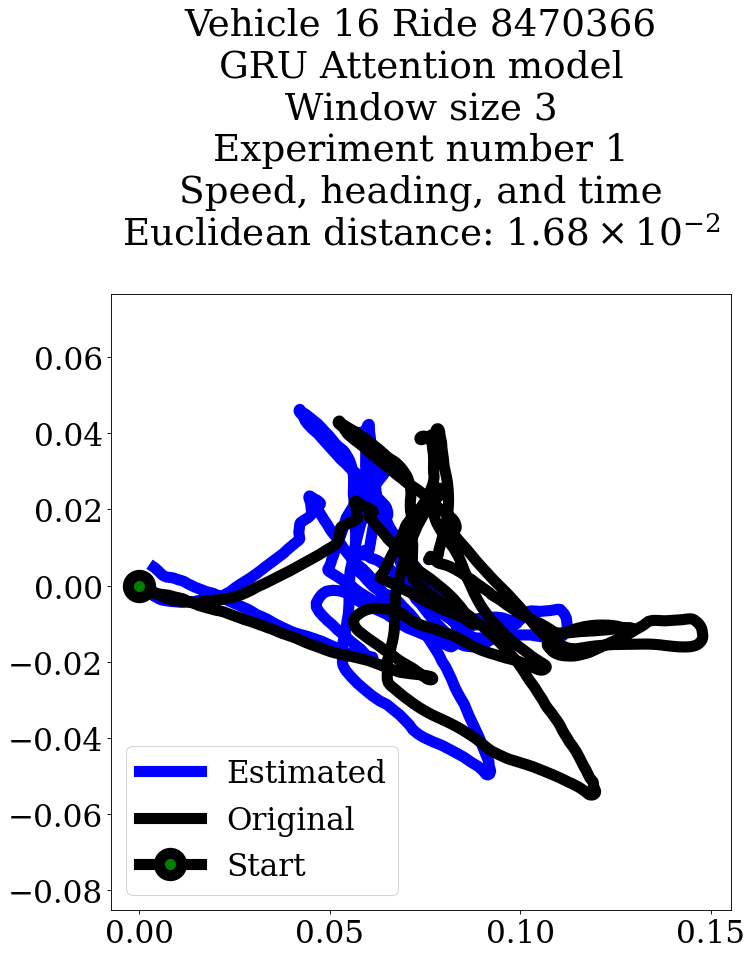 Vehicle 16 Ride 8470366
GRU Attention model
Window size 3
Experiment number 1
Speed, heading, and time
Euclidean distance: 1.68 × 10⁻²
0.06
0.04
0.02
0.00
−0.02
−0.04
−0.06
−0.08
Estimated
Original
Start
0.00 0.05 0.10 0.15